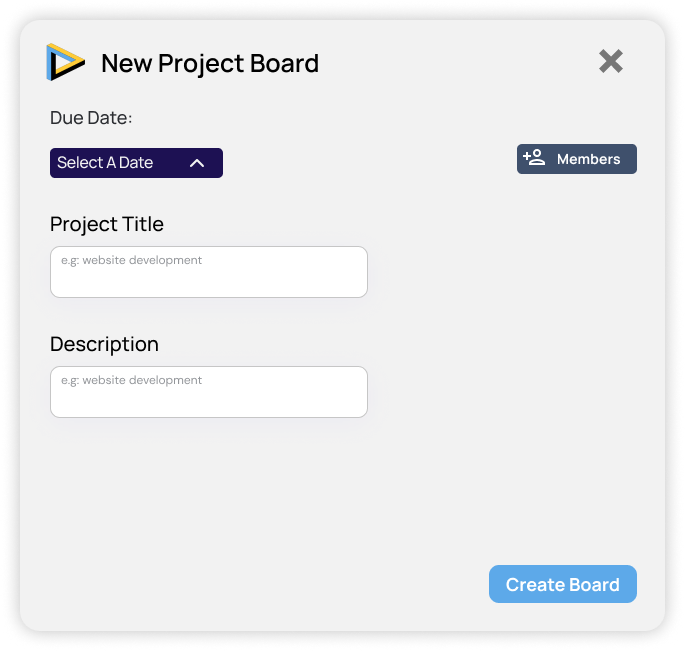 New Project Board
Due Date:
Select A Date
Members
Project Title
e.g: website development
Description
e.g: website development
Create Board